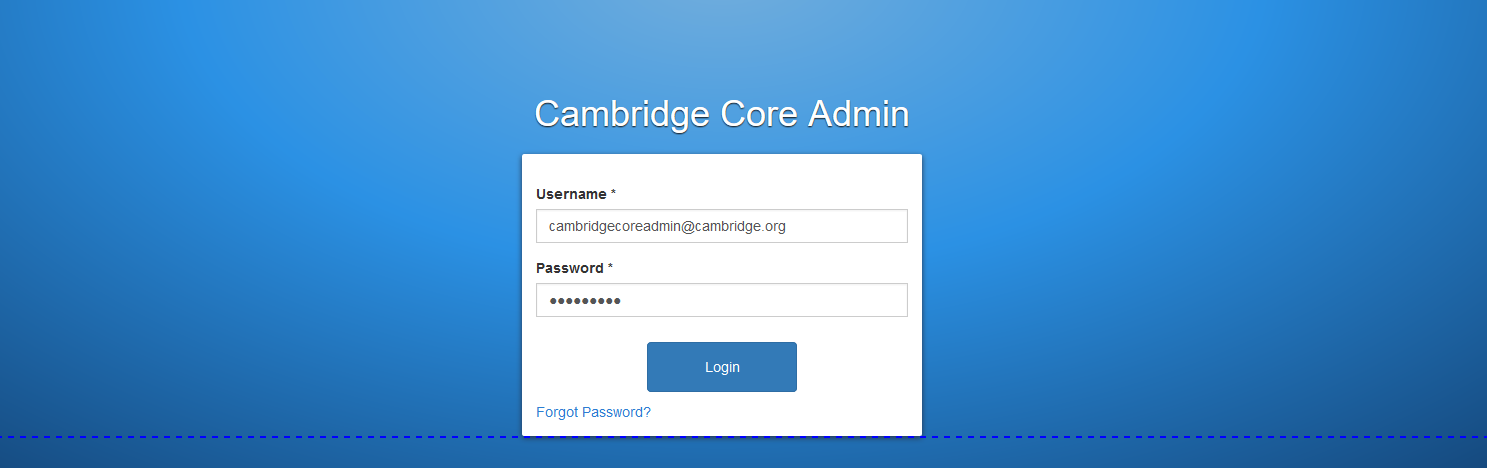 Cambridge Core Admin
Username *
cambridgecoreadmin@cambridge.org
Password *
●●●●●●●●●
Login
Forgot Password?